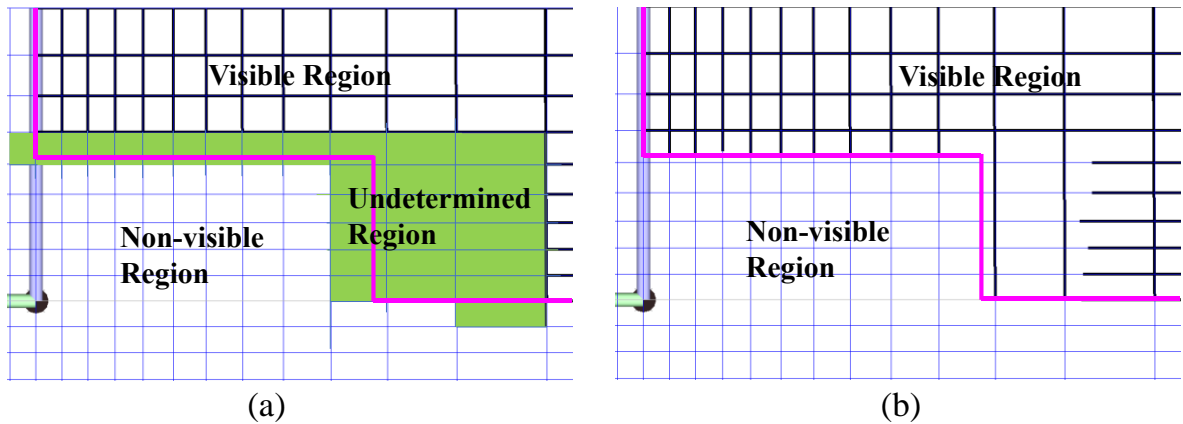 Visible Region
Undetermined
Region
Non-visible
Region
(a)
Visible Region
Non-visible
Region
(b)